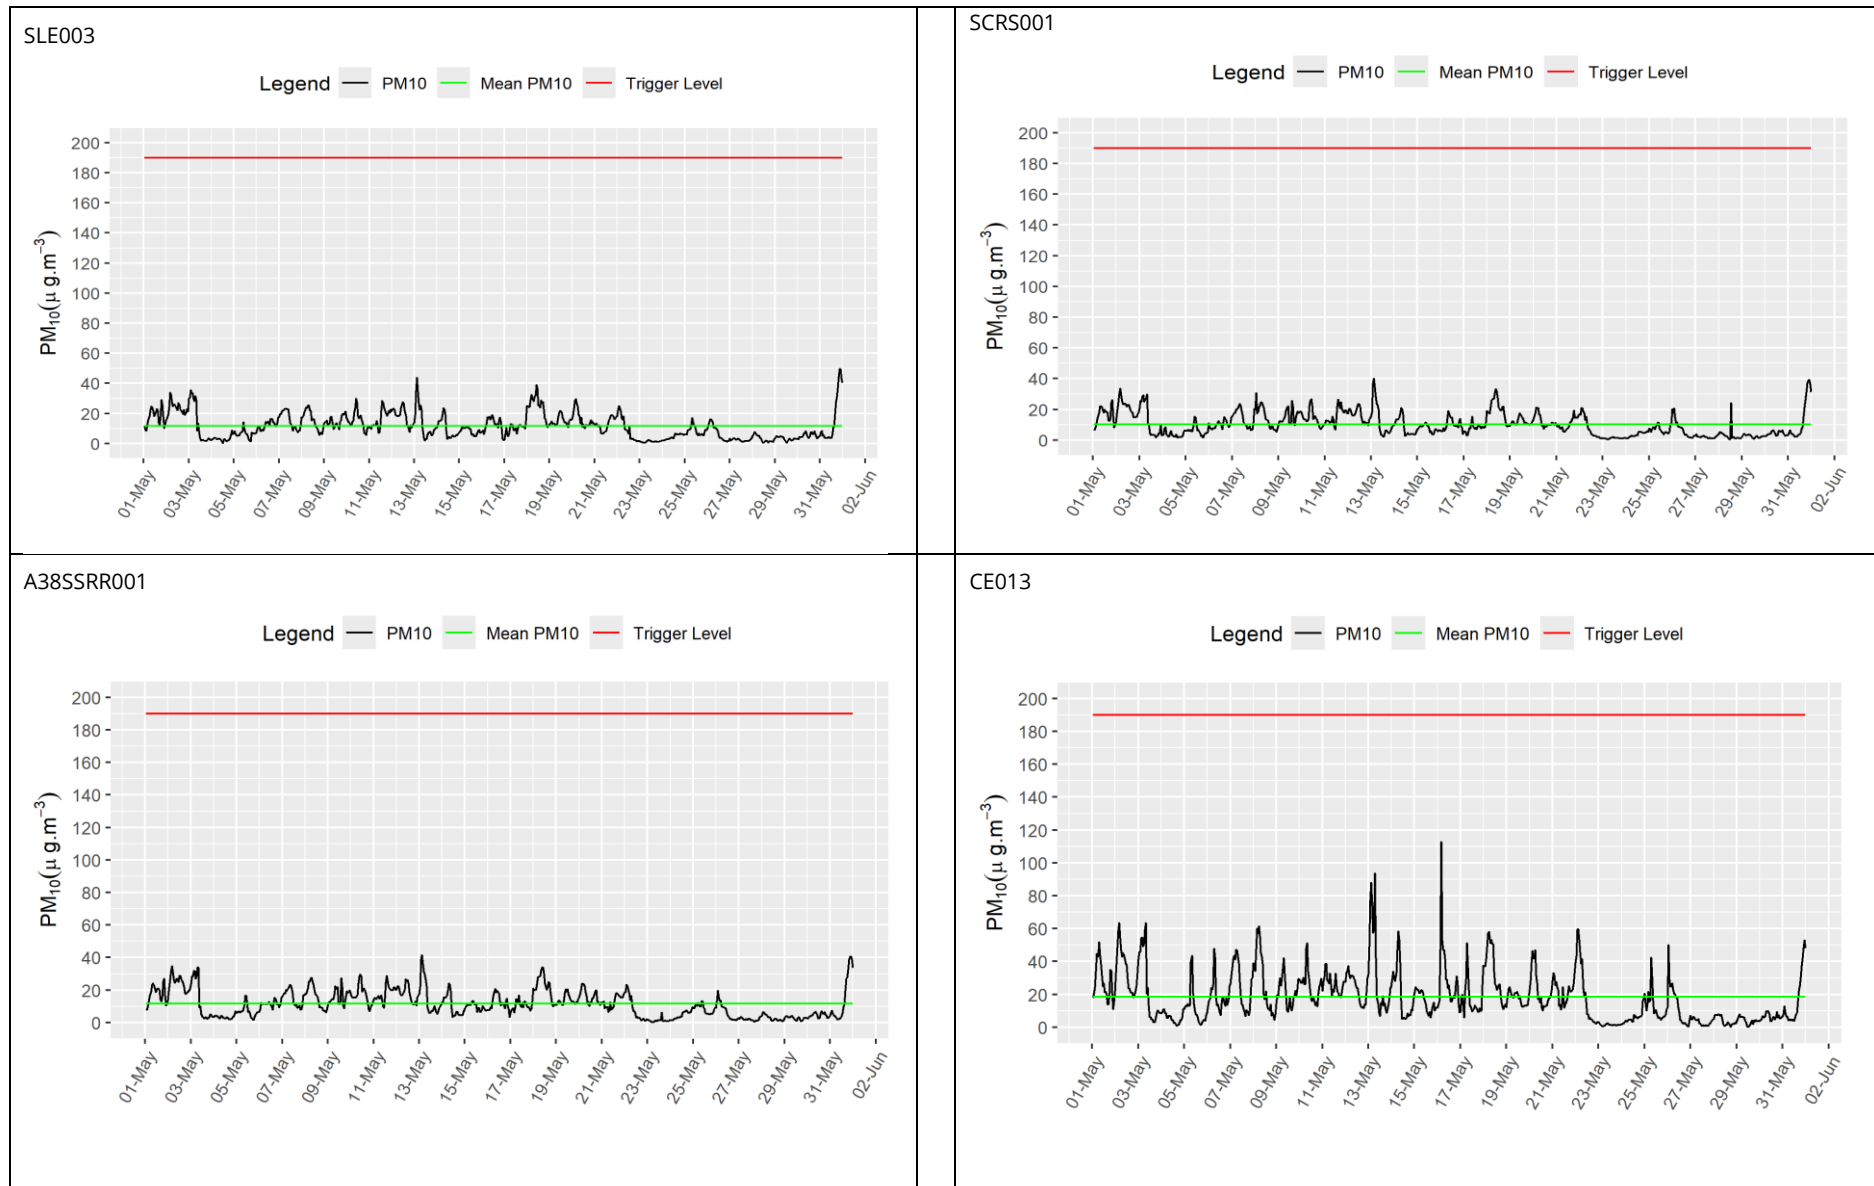 SLE003
Legend PM10 Mean PM10 Trigger Level
PM10(μ g.m−3)
200
180
160
140
120
100
80
60
40
20
0
01-May 03-May 05-May 07-May 09-May 11-May 13-May 15-May 17-May 19-May 21-May 23-May 25-May 27-May 29-May 31-May 02-Jun
SCRS001
Legend PM10 Mean PM10 Trigger Level
PM10(μ g.m−3)
200
180
160
140
120
100
80
60
40
20
0
01-May 03-May 05-May 07-May 09-May 11-May 13-May 15-May 17-May 19-May 21-May 23-May 25-May 27-May 29-May 31-May 02-Jun
A38SSRR001
Legend PM10 Mean PM10 Trigger Level
PM10(μ g.m−3)
200
180
160
140
120
100
80
60
40
20
0
01-May 03-May 05-May 07-May 09-May 11-May 13-May 15-May 17-May 19-May 21-May 23-May 25-May 27-May 29-May 31-May 02-Jun
CE013
Legend PM10 Mean PM10 Trigger Level
PM10(μ g.m−3)
200
180
160
140
120
100
80
60
40
20
0
01-May 03-May 05-May 07-May 09-May 11-May 13-May 15-May 17-May 19-May 21-May 23-May 25-May 27-May 29-May 31-May 02-Jun